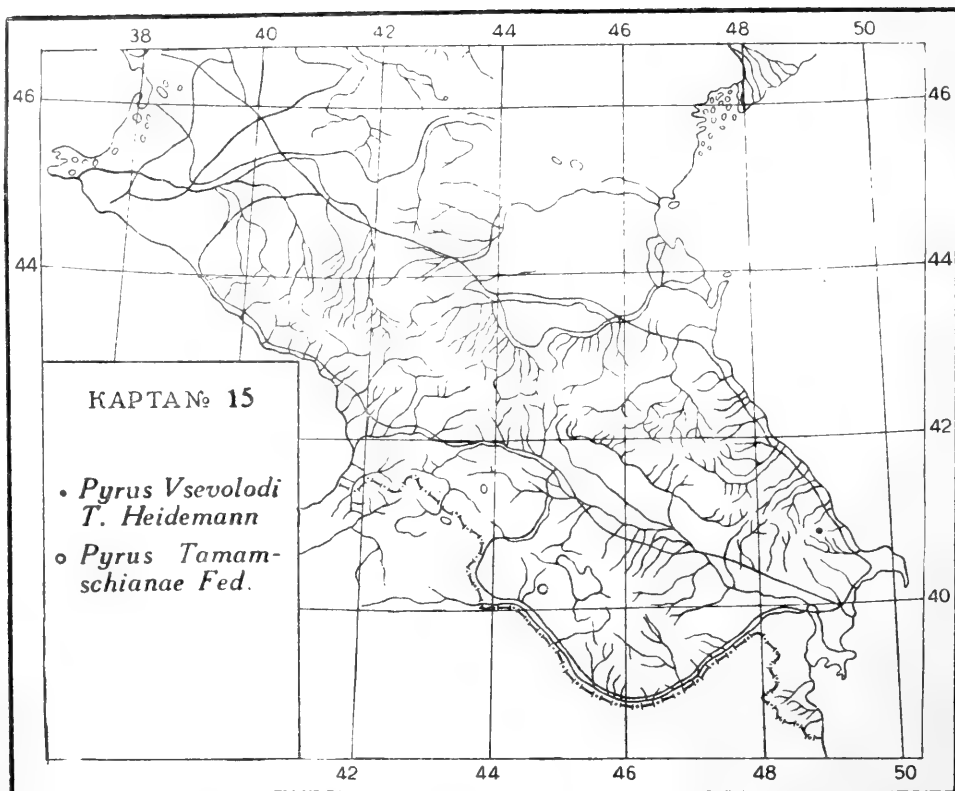 38 40 42 44 46 48 50
46 46
44 44
КАРТА № 15
42
• Pyrus Vsevolodi
T. Heidemann
○ Pyrus Tamam-
schianae Fed.
40
42 44 46 48 50